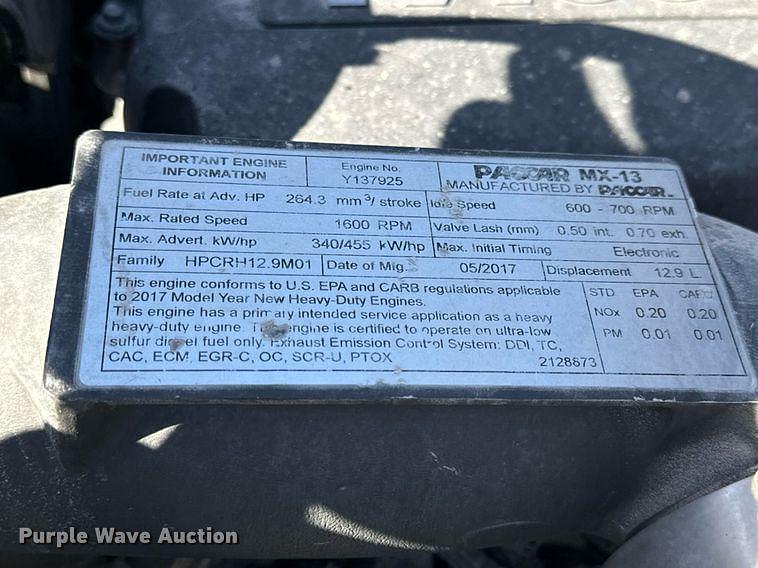 IMPORTANT ENGINE INFORMATION
Engine No. Y137925
PACCAR MX-13
MANUFACTURED BY PACCAR
Fuel Rate at Adv. HP 264.3 mm³/ stroke
Idle Speed 600 - 700 RPM
Max. Rated Speed 1600 RPM
Valve Lash (mm) 0.50 int. 0.70 exh.
Max. Advert. kW/hp 340/455 kW/hp
Max. Initial Timing Electronic
Family HPCRH12.9M01
Date of Mfg. 05/2017
Displacement 12.9 L
This engine conforms to U.S. EPA and CARB regulations applicable
to 2017 Model Year New Heavy-Duty Engines.
This engine has a primary intended service application as a heavy
heavy-duty engine. This engine is certified to operate on ultra-low
sulfur diesel fuel only. Exhaust Emission Control System: DDI, TC,
CAC, ECM, EGR-C, OC, SCR-U, PTOX
2128673
STD EPA CARB
NOx 0.20 0.20
PM 0.01 0.01
Purple Wave Auction